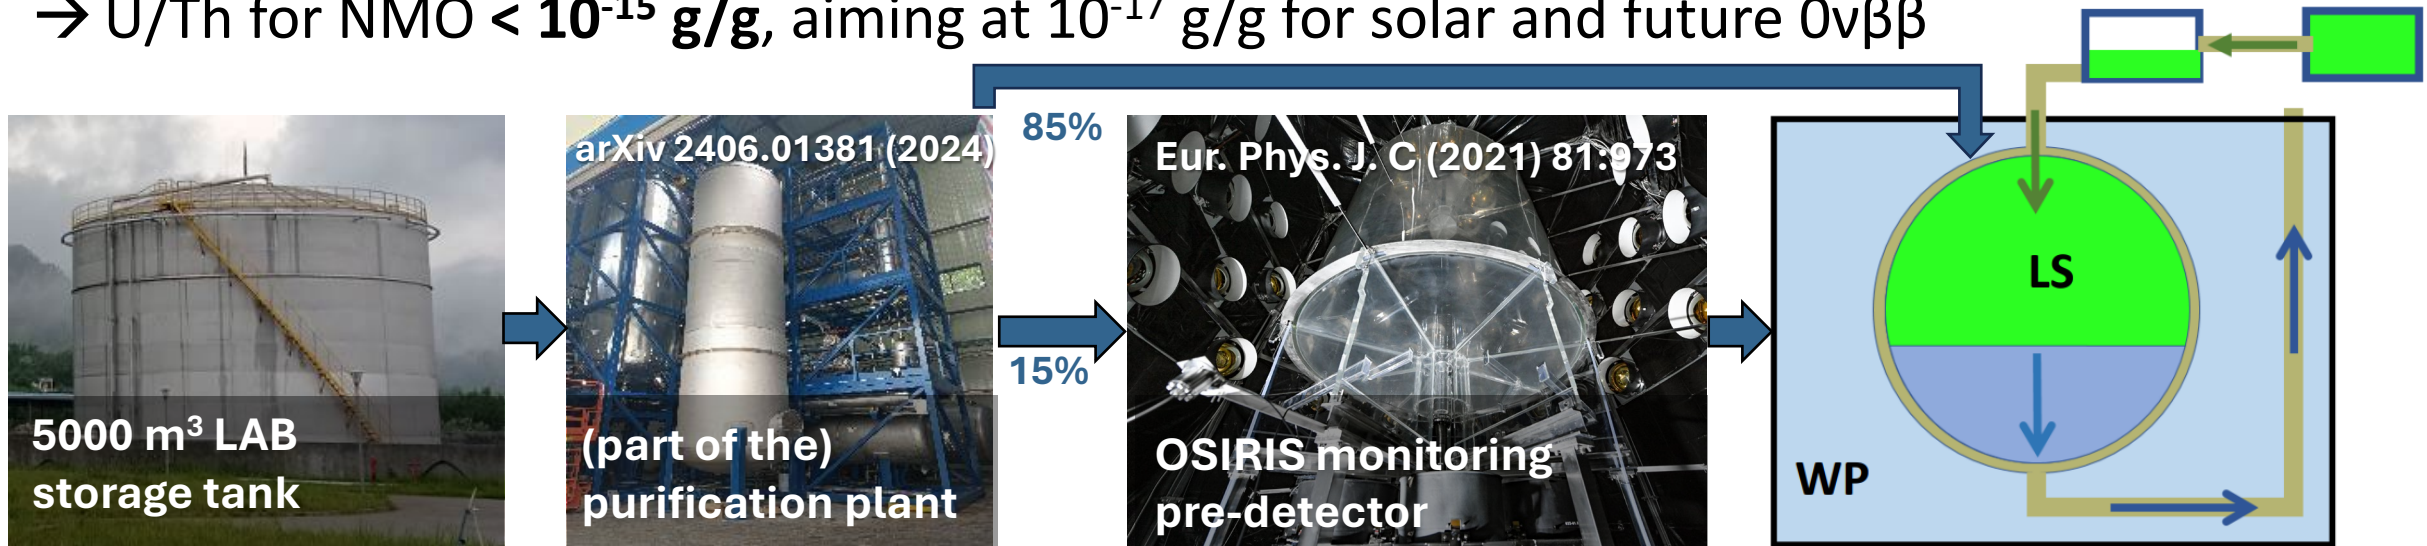 → U/Th for NMO < 10⁻¹⁵ g/g, aiming at 10⁻¹⁷ g/g for solar and future 0νββ
arXiv 2406.01381 (2024)
85%
Eur. Phys. J. C (2021) 81:973
LS
15%
5000 m³ LAB
storage tank
(part of the)
purification plant
OSIRIS monitoring
pre-detector
WP